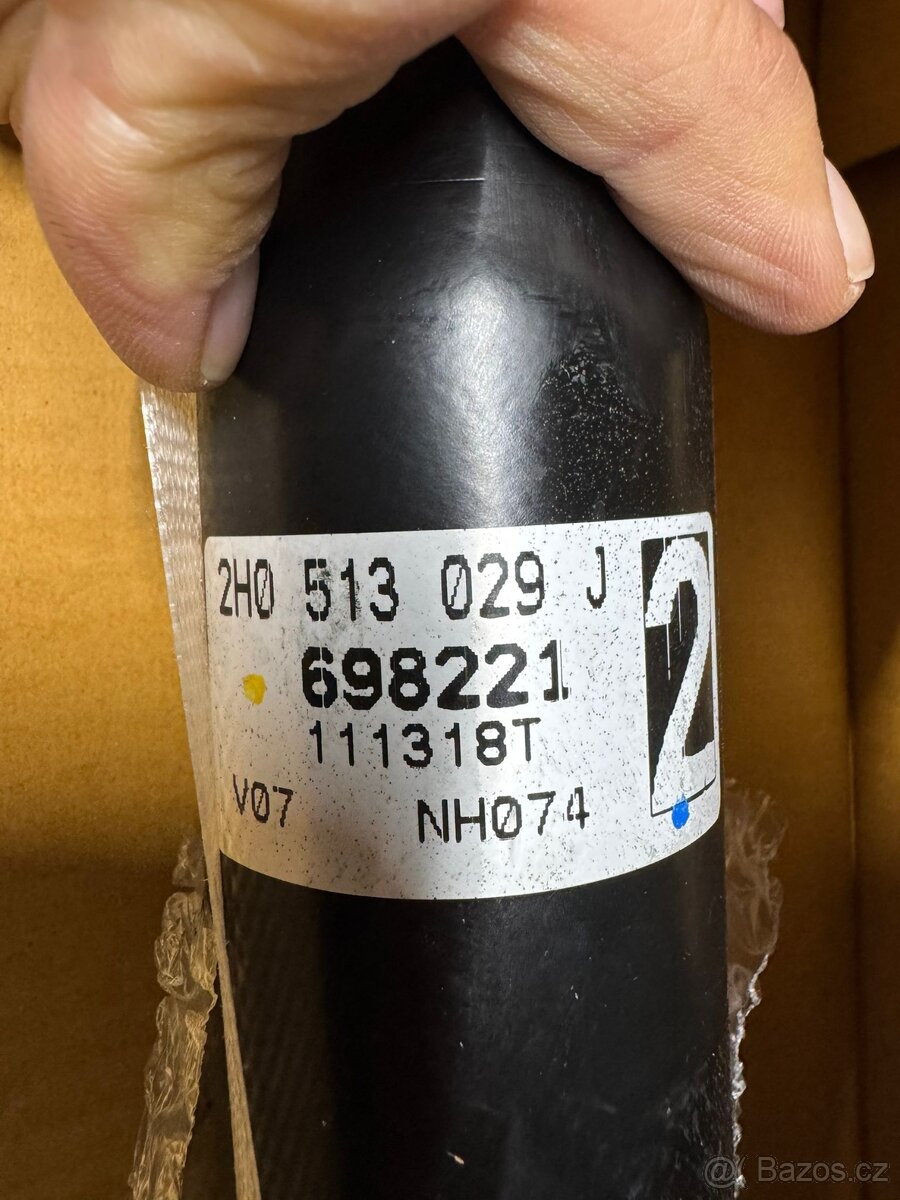 2H0 513 029 J
2
698221
111318T
V07 NH074
@ Bazos.cz